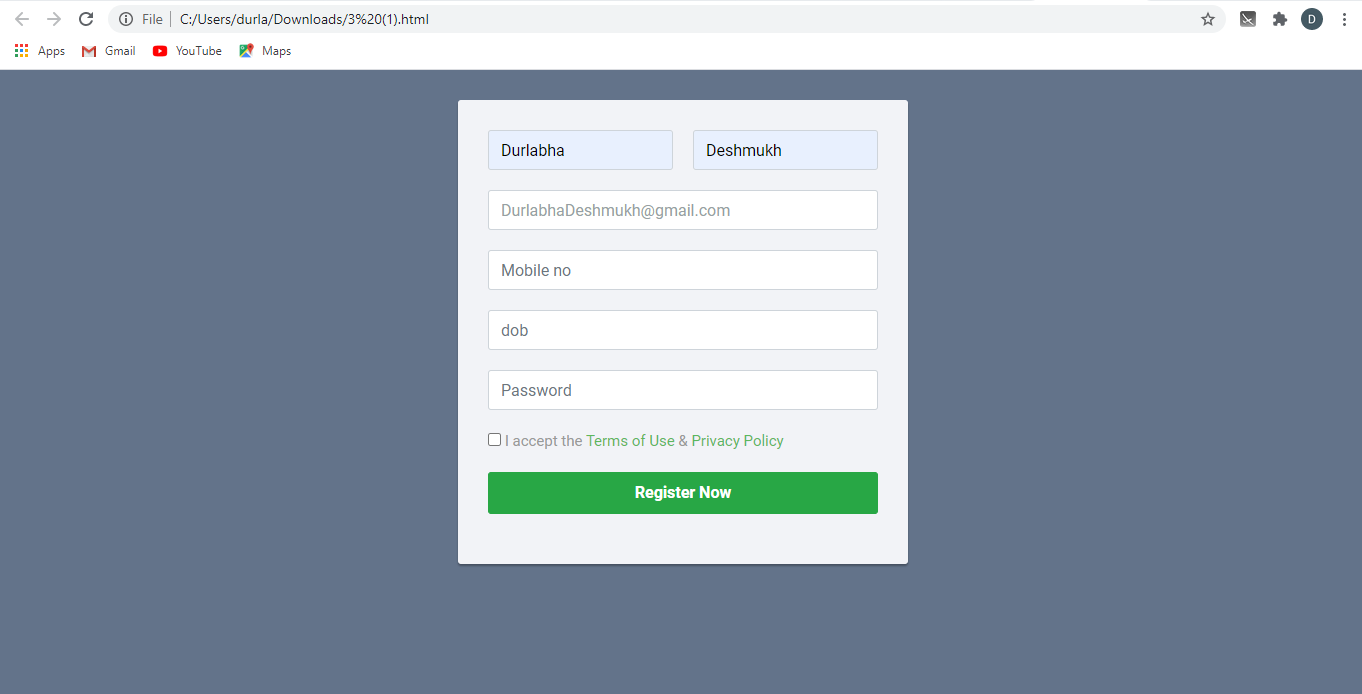 File | C:/Users/durla/Downloads/3%20(1).html D
Apps Gmail YouTube Maps
Durlabha Deshmukh
DurlabhaDeshmukh@gmail.com
Mobile no
dob
Password
I accept the Terms of Use & Privacy Policy
Register Now